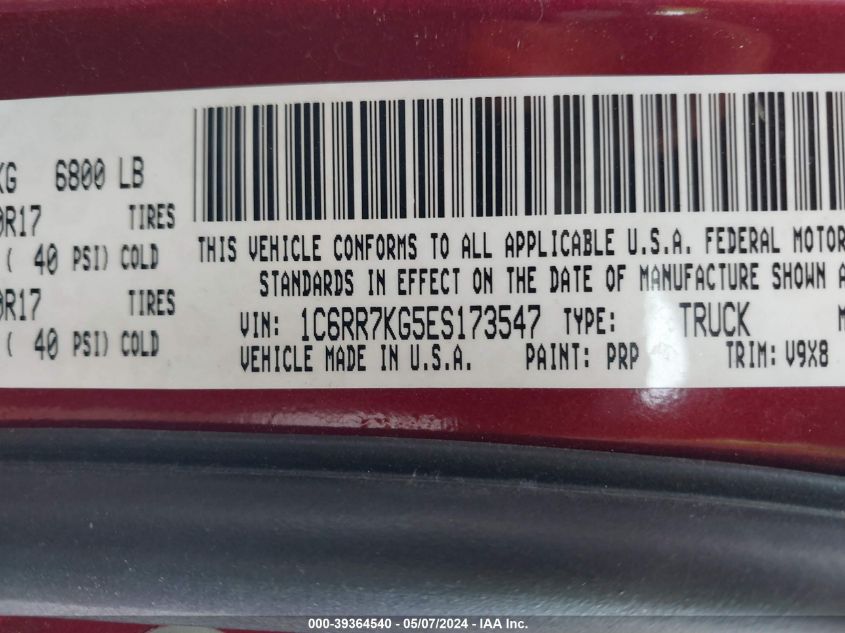 KG 6800 LB
0R17 TIRES
( 40 PSI) COLD
0R17 TIRES
( 40 PSI) COLD
THIS VEHICLE CONFORMS TO ALL APPLICABLE U.S.A. FEDERAL MOTOR
STANDARDS IN EFFECT ON THE DATE OF MANUFACTURE SHOWN A
VIN: 1C6RR7KG5ES173547 TYPE: TRUCK M
VEHICLE MADE IN U.S.A. PAINT: PRP TRIM: V9X8
000-39364540 - 05/07/2024 - IAA Inc.